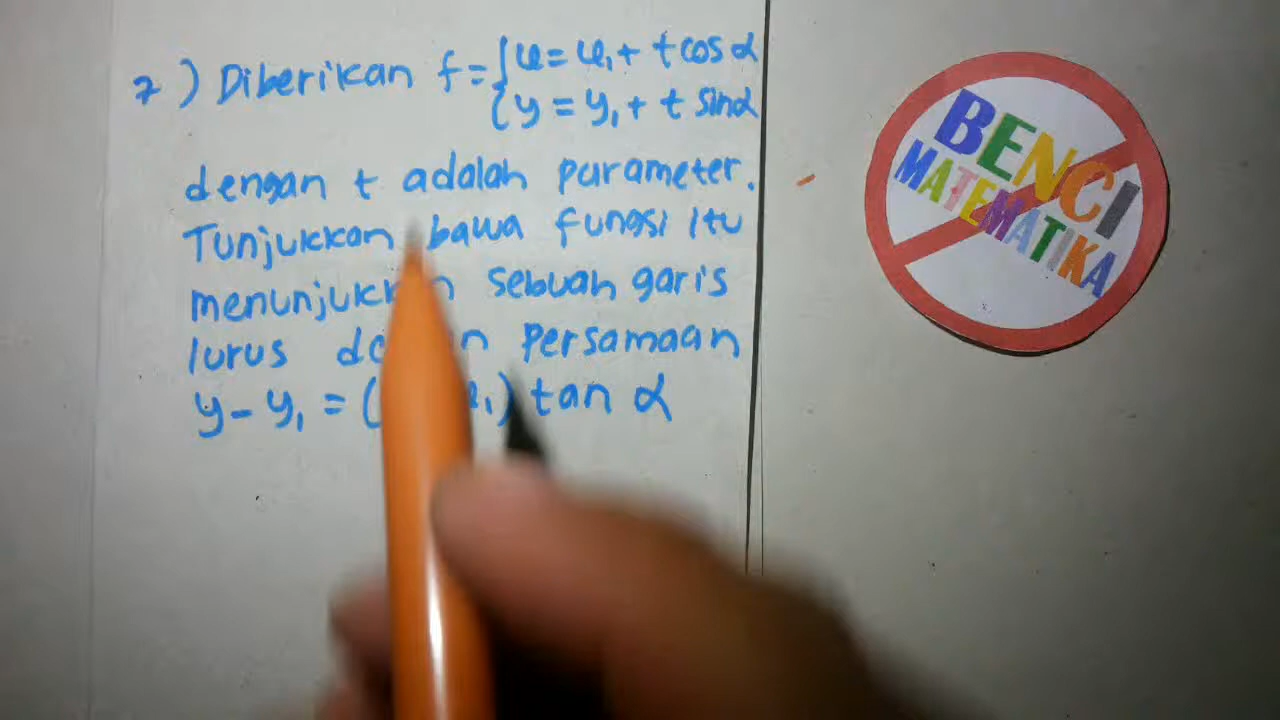 7) Diberikan f = { x = x₁ + t cos α
{ y = y₁ + t sin α
dengan t adalah parameter.
Tunjukkan bawa fungsi itu
sebuah garis
lurus persamaan
y - y₁ = ( ₁) tan α
BENCI
MATEMATIKA